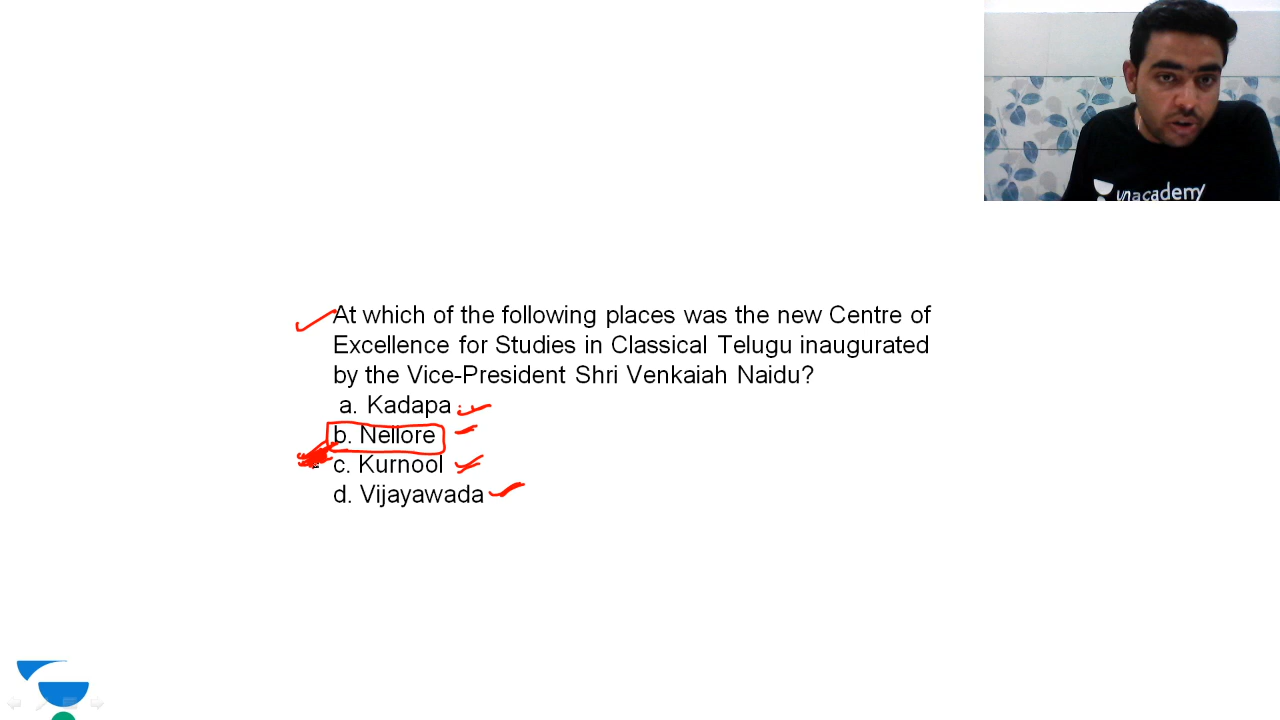 unacademy
At which of the following places was the new Centre of
Excellence for Studies in Classical Telugu inaugurated
by the Vice-President Shri Venkaiah Naidu?
a. Kadapa
b. Nellore
c. Kurnool
d. Vijayawada